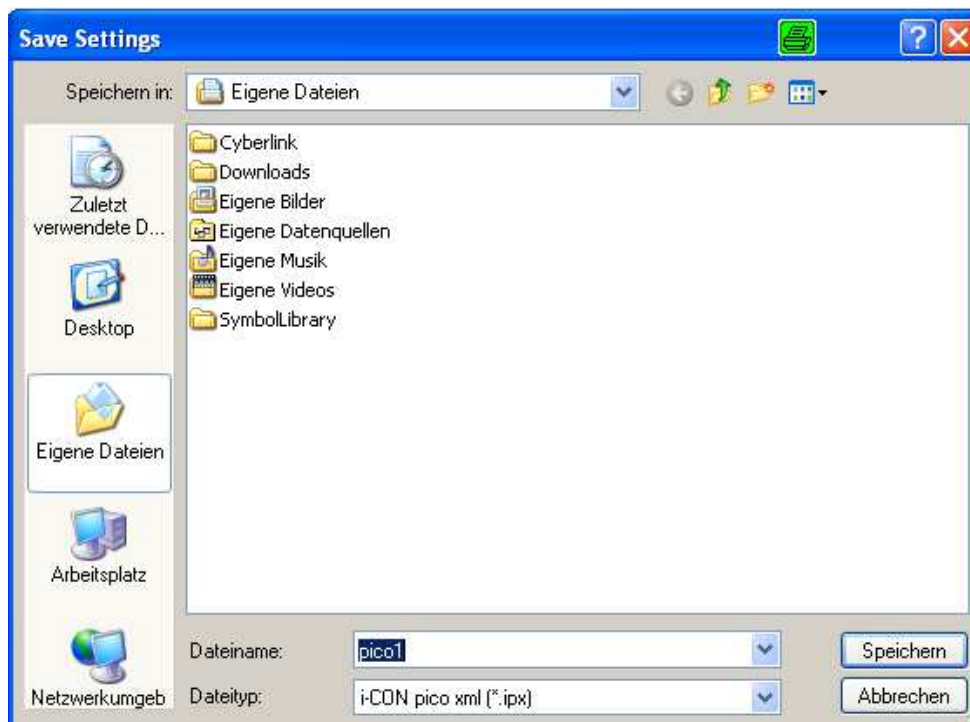 Save Settings
Speichern in:
Eigene Dateien
Zuletzt
verwendete D...
Desktop
Eigene Dateien
Arbeitsplatz
Netzwerkumgeb
Cyberlink
Downloads
Eigene Bilder
Eigene Datenquellen
Eigene Musik
Eigene Videos
SymbolLibrary
Dateiname:
pico1
Speichern
Dateityp:
i-CON pico xml (*.ipx)
Abbrechen